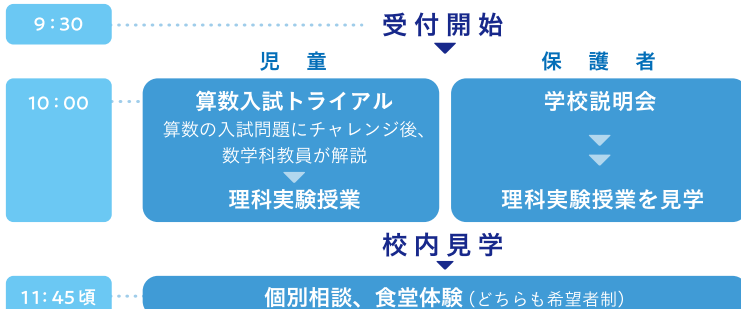 9:30
受付開始
児童
保護者
10:00
算数入試トライアル
算数の入試問題にチャレンジ後、
数学科教員が解説
理科実験授業
学校説明会
理科実験授業を見学
校内見学
11:45頃
個別相談、食堂体験(どちらも希望者制)